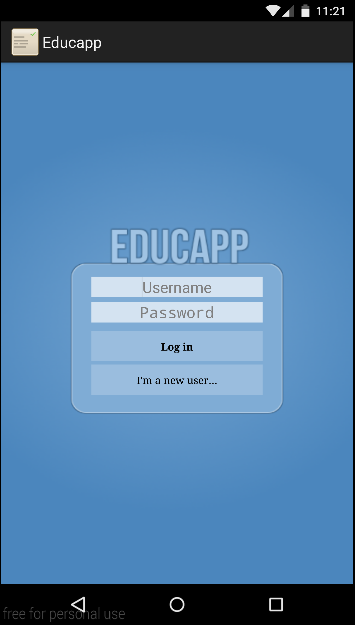 11:21
Educapp
EDUCAPP
Username
Password
Log in
I'm a new user...
free for personal use